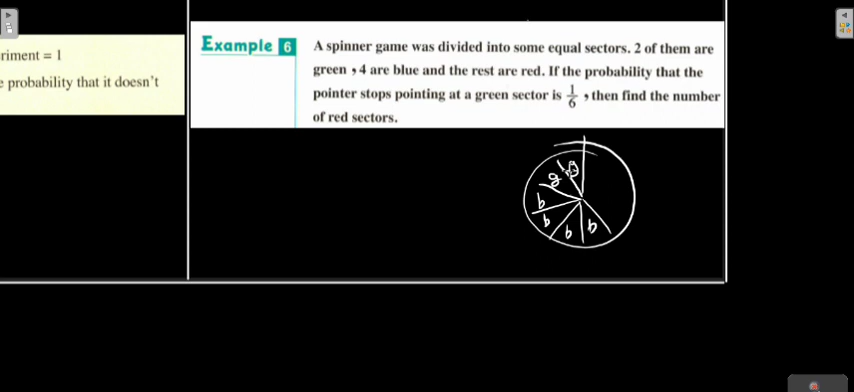 riment = 1
e probability that it doesn't
Example 6
A spinner game was divided into some equal sectors. 2 of them are
green , 4 are blue and the rest are red. If the probability that the
pointer stops pointing at a green sector is 1/6 , then find the number
of red sectors.
g g
b
b
b b